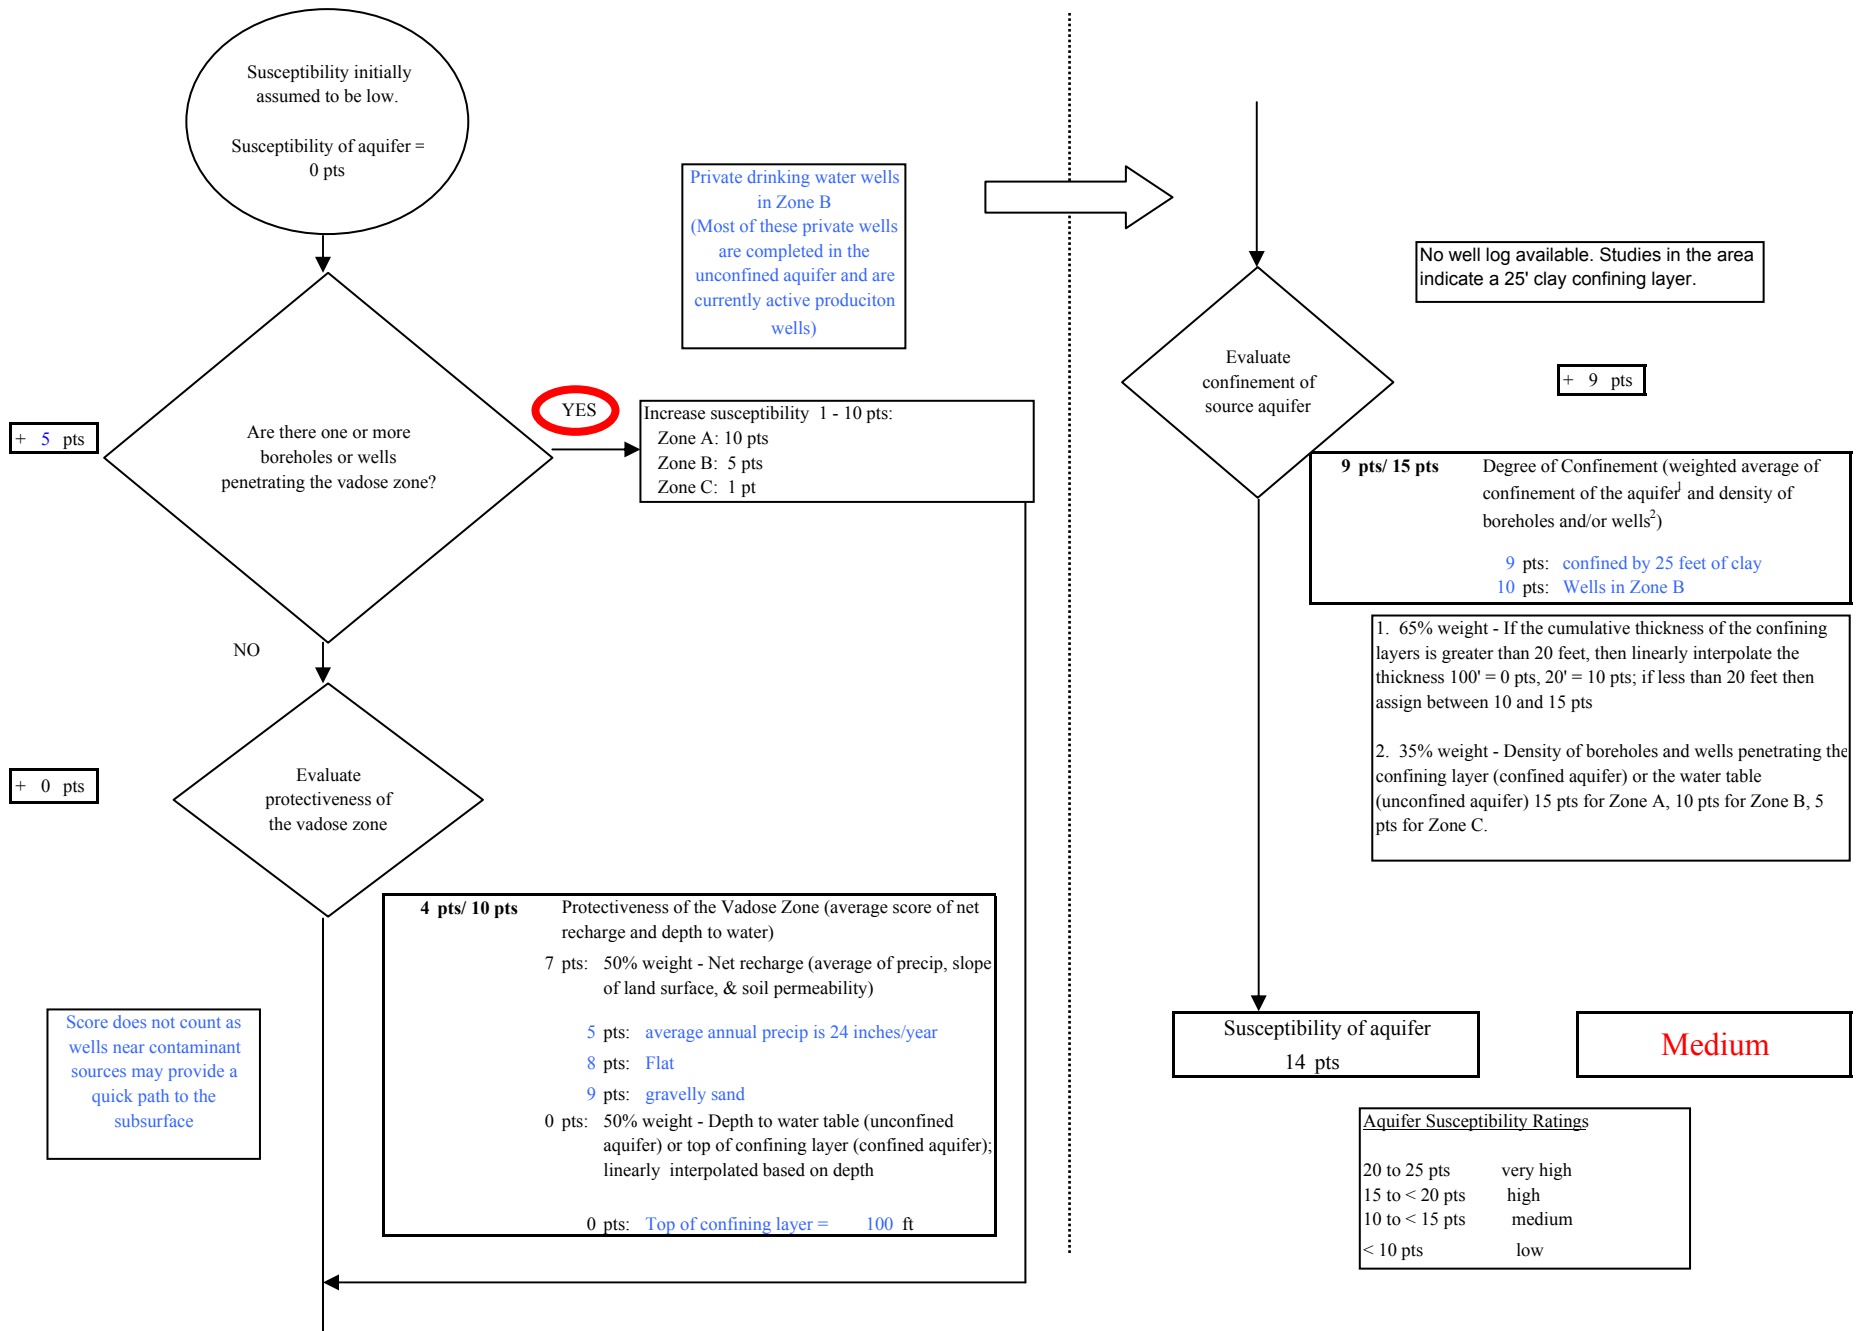 Susceptibility initially
assumed to be low.
Susceptibility of aquifer =
0 pts
Private drinking water wells
in Zone B
(Most of these private wells
are completed in the
unconfined aquifer and are
currently active produciton
wells)
YES
+ 5 pts
Are there one or more
boreholes or wells
penetrating the vadose zone?
Increase susceptibility 1 - 10 pts:
Zone A: 10 pts
Zone B: 5 pts
Zone C: 1 pt
NO
+ 0 pts
Evaluate
protectiveness of
the vadose zone
4 pts/ 10 pts Protectiveness of the Vadose Zone (average score of net
recharge and depth to water)
7 pts: 50% weight - Net recharge (average of precip, slope
of land surface, & soil permeability)
5 pts: average annual precip is 24 inches/year
8 pts: Flat
9 pts: gravelly sand
0 pts: 50% weight - Depth to water table (unconfined
aquifer) or top of confining layer (confined aquifer);
linearly interpolated based on depth
0 pts: Top of confining layer = 100 ft
Score does not count as
wells near contaminant
sources may provide a
quick path to the
subsurface
No well log available. Studies in the area
indicate a 25' clay confining layer.
Evaluate
confinement of
source aquifer
+ 9 pts
9 pts/ 15 pts Degree of Confinement (weighted average of
confinement of the aquifer1 and density of
boreholes and/or wells2)
9 pts: confined by 25 feet of clay
10 pts: Wells in Zone B
1. 65% weight - If the cumulative thickness of the confining
layers is greater than 20 feet, then linearly interpolate the
thickness 100' = 0 pts, 20' = 10 pts; if less than 20 feet then
assign between 10 and 15 pts
2. 35% weight - Density of boreholes and wells penetrating the
confining layer (confined aquifer) or the water table
(unconfined aquifer) 15 pts for Zone A, 10 pts for Zone B, 5
pts for Zone C.
Susceptibility of aquifer
14 pts
Medium
Aquifer Susceptibility Ratings
20 to 25 pts very high
15 to < 20 pts high
10 to < 15 pts medium
< 10 pts low